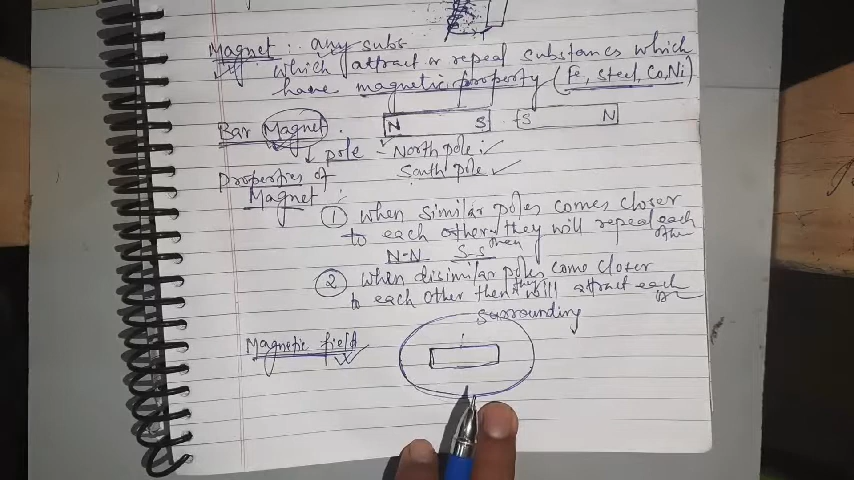 Magnet : any subs
which attract or repeal substances which
have magnetic property (Fe, Steel, Co, Ni)
Bar Magnet. N S S N
pole - North pole :
South pole
Properties of
Magnet :
① when similar poles comes closer
to each other they will repeal each
other
N-N S-S then
② when disimilar poles come closer
to each other then they will attract each
surrounding
Magnetic field